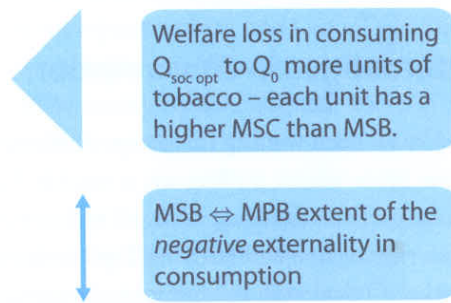 Welfare loss in consuming
Q soc opt to Q0 more units of
tobacco – each unit has a
higher MSC than MSB.
MSB ⇔ MPB extent of the
negative externality in
consumption